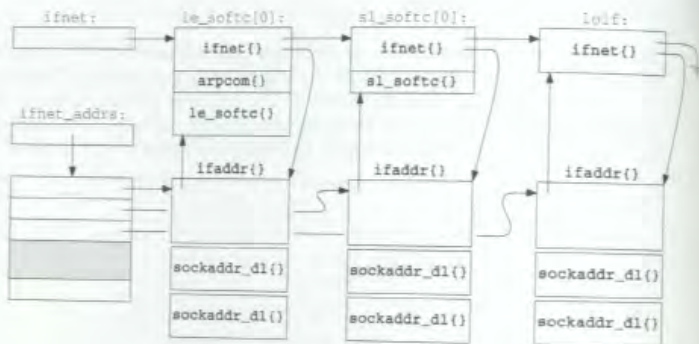 ifnet: le_softc[0]: sl_softc[0]: loif:
ifnet{} ifnet{} ifnet{}
arpcom{} sl_softc{}
le_softc{}
ifnet_addrs:
ifaddr{} ifaddr{} ifaddr{}
sockaddr_dl{} sockaddr_dl{} sockaddr_dl{}
sockaddr_dl{} sockaddr_dl{} sockaddr_dl{}